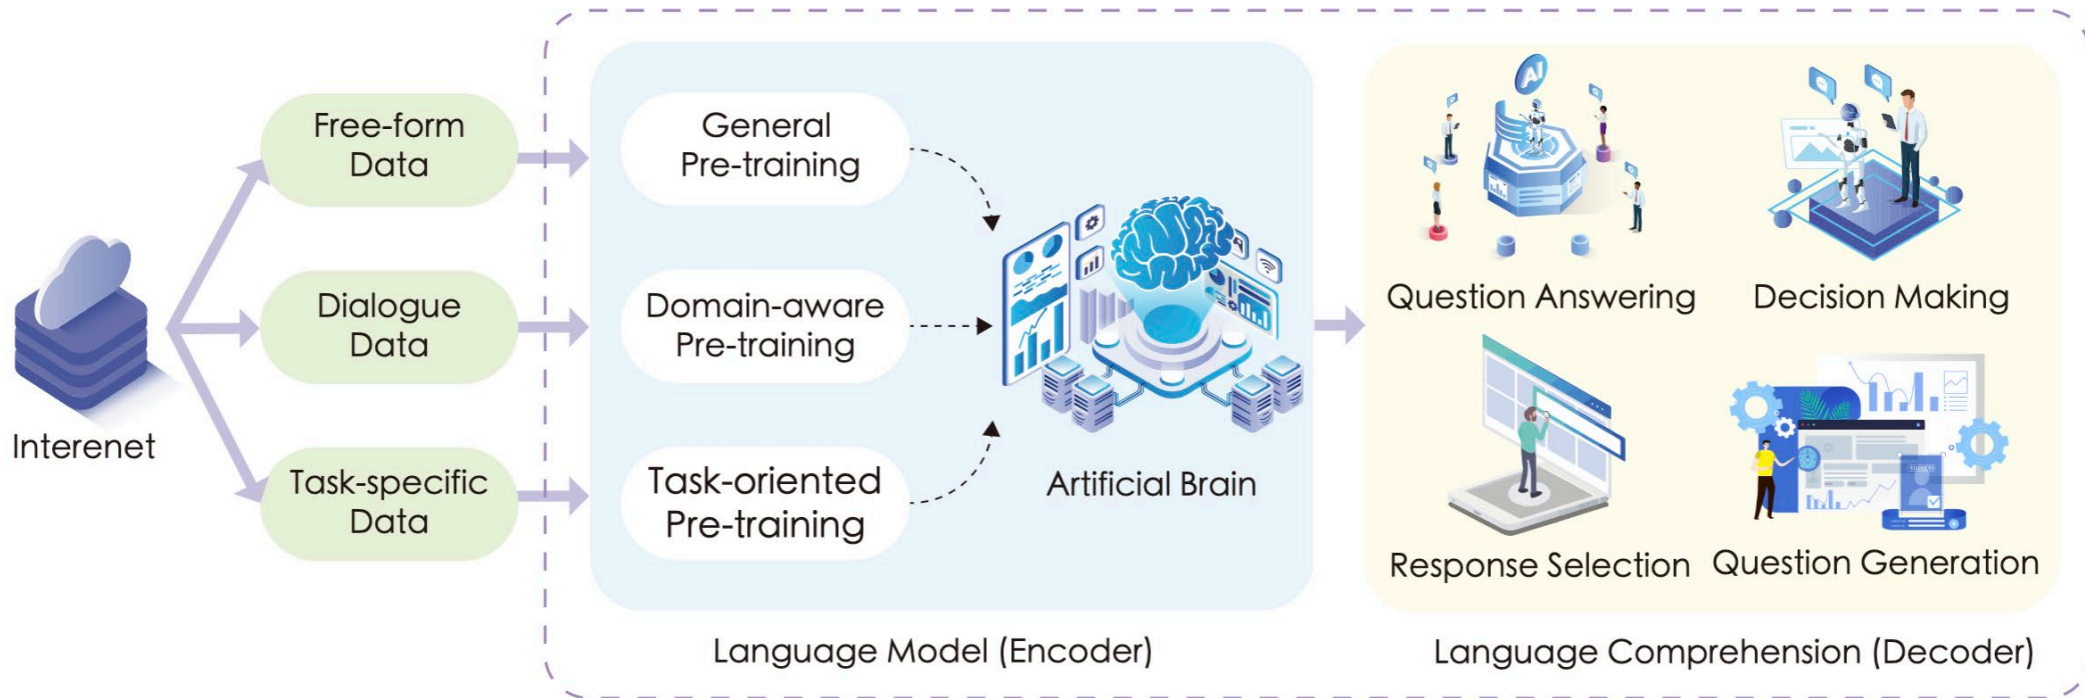 Interenet
Free-form
Data
Dialogue
Data
Task-specific
Data
General
Pre-training
Domain-aware
Pre-training
Task-oriented
Pre-training
Artificial Brain
Language Model (Encoder)
AI
Question Answering
Decision Making
Response Selection
Question Generation
Language Comprehension (Decoder)